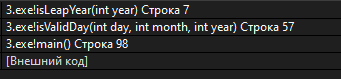 3.exe!isLeapYear(int year) Строка 7
3.exe!isValidDay(int day, int month, int year) Строка 57
3.exe!main() Строка 98
[Внешний код]